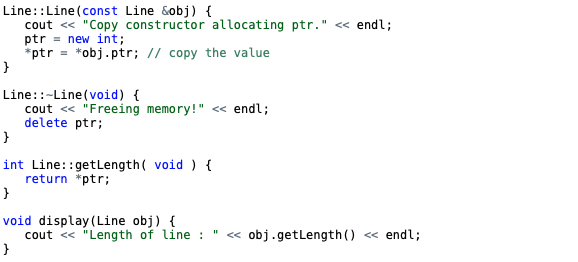 Line::Line(const Line &obj) {
   cout << "Copy constructor allocating ptr." << endl;
   ptr = new int;
   *ptr = *obj.ptr; // copy the value
}

Line::~Line(void) {
   cout << "Freeing memory!" << endl;
   delete ptr;
}

int Line::getLength( void ) {
   return *ptr;
}

void display(Line obj) {
   cout << "Length of line : " << obj.getLength() << endl;
}